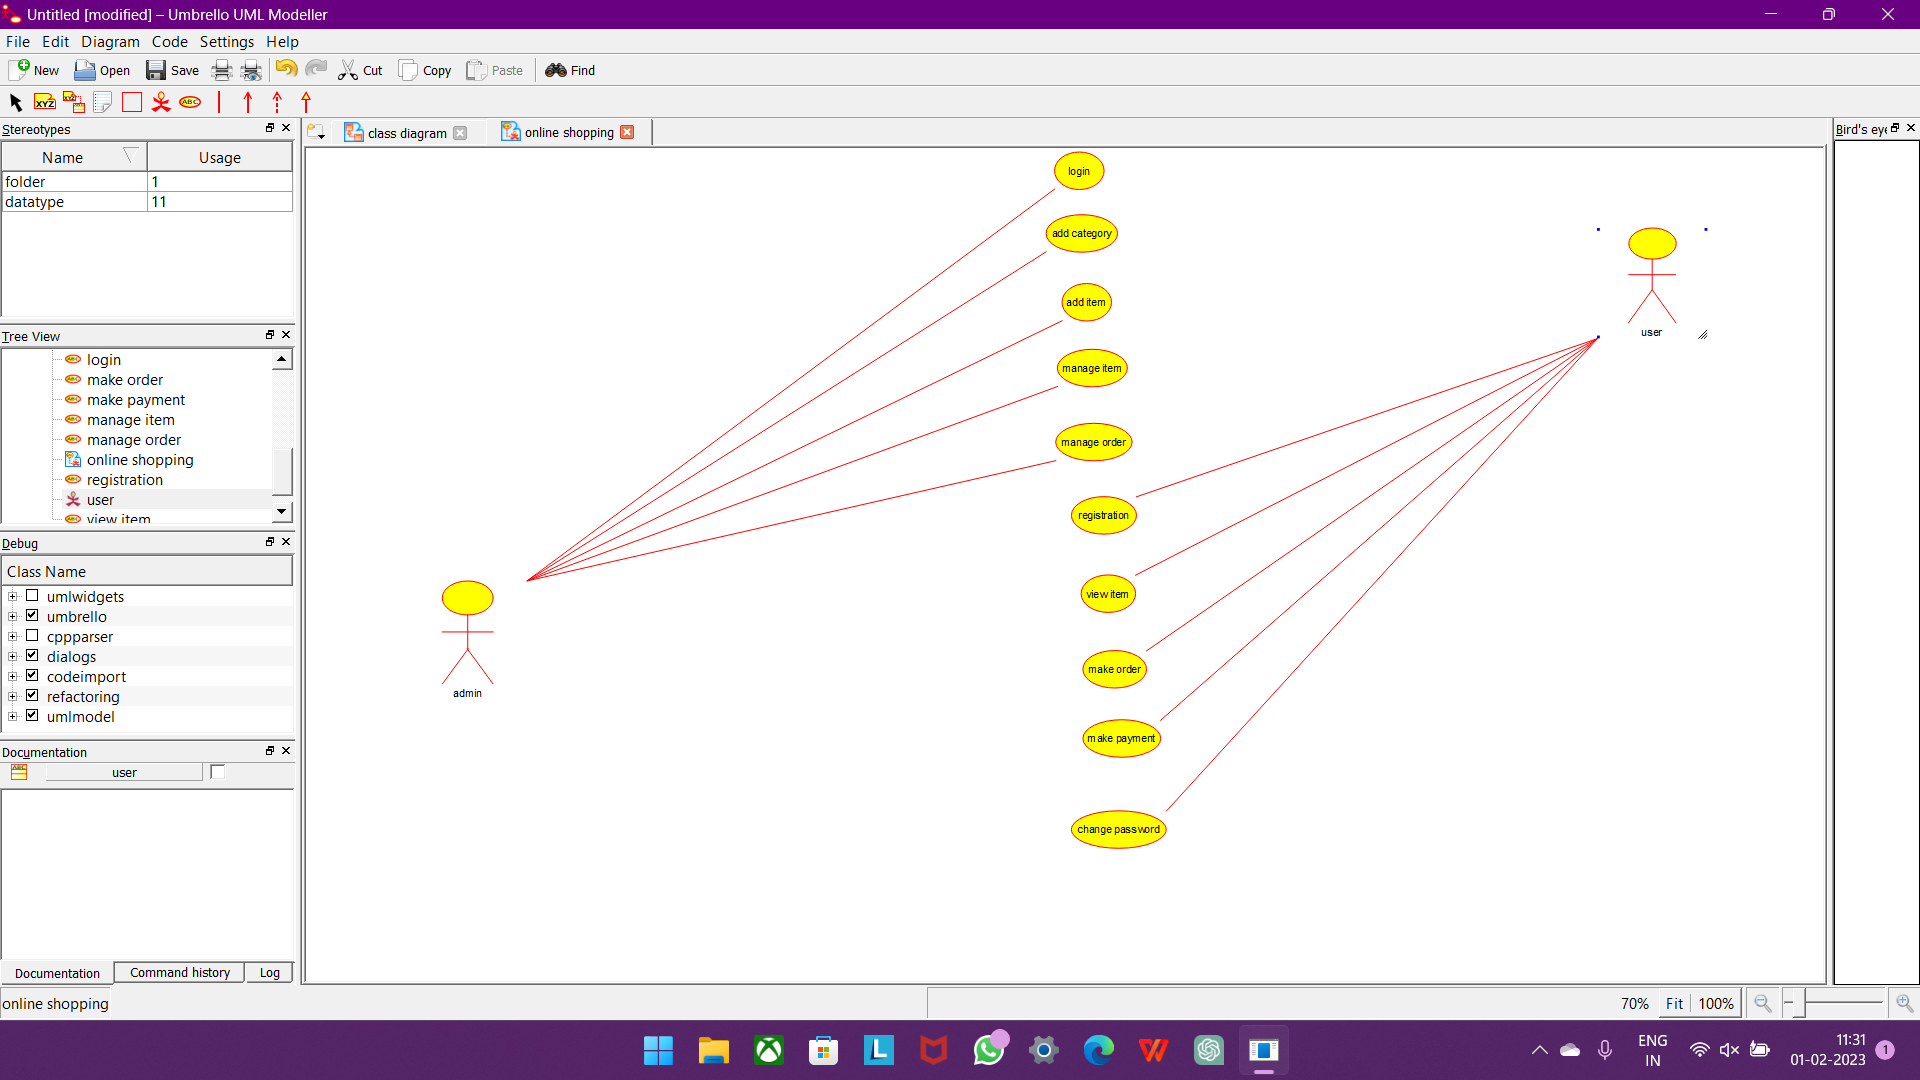 Untitled [modified] – Umbrello UML Modeller
File Edit Diagram Code Settings Help
New Open Save Cut Copy Paste Find
XYZ XYZ ABC
Stereotypes
Name Usage
folder 1
datatype 11
Tree View
login
make order
make payment
manage item
manage order
online shopping
registration
user
view item
Debug
Class Name
umlwidgets
umbrello
cppparser
dialogs
codeimport
refactoring
umlmodel
Documentation
user
Documentation Command history Log
class diagram online shopping
Bird's eye
login
add category
add item
manage item
manage order
registration
view item
make order
make payment
change password
admin
user
online shopping
70% Fit 100%
ENG
IN
11:31
01-02-2023
1